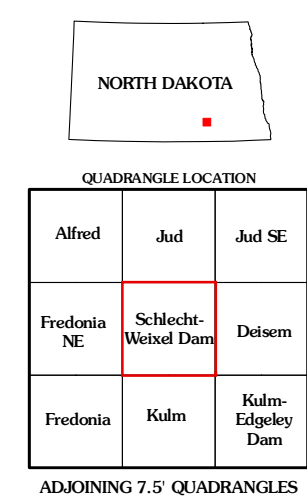 NORTH DAKOTA
QUADRANGLE LOCATION
Alfred
Jud
Jud SE
Fredonia
NE
Schlecht-
Weixel Dam
Deisem
Fredonia
Kulm
Kulm-
Edgeley
Dam
ADJOINING 7.5' QUADRANGLES